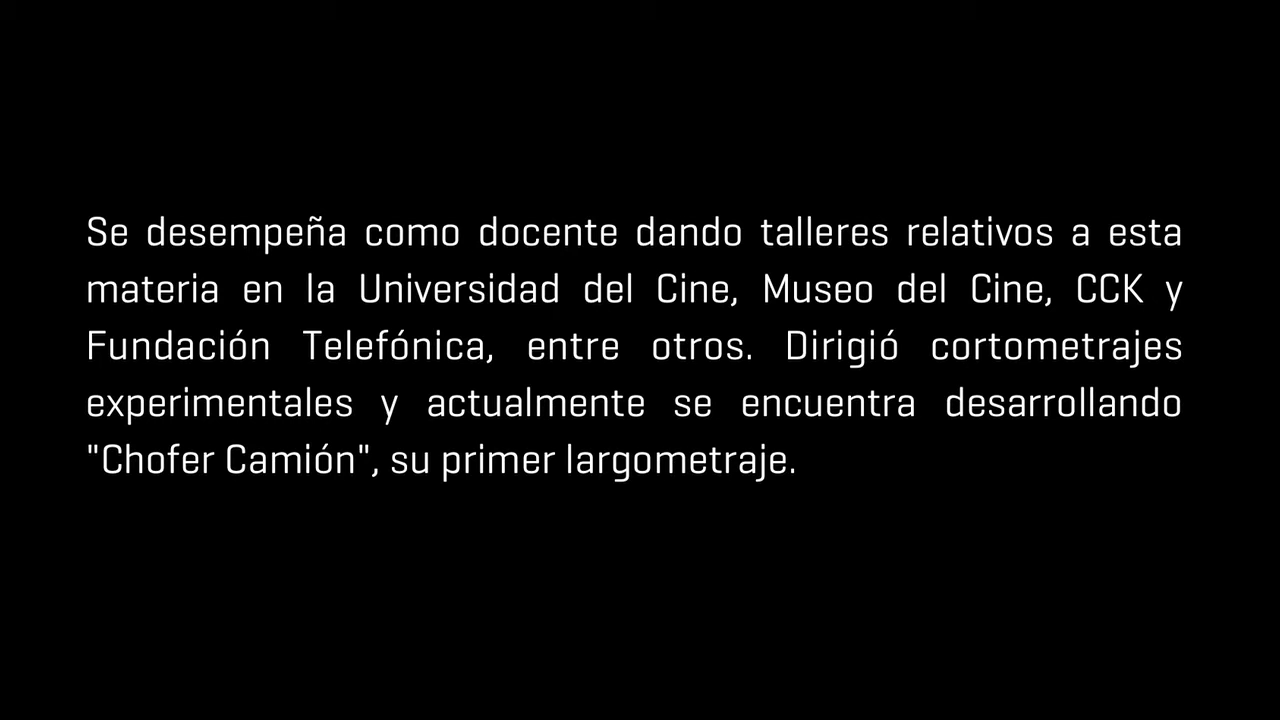 Se desempeña como docente dando talleres relativos a esta
materia en la Universidad del Cine, Museo del Cine, CCK y
Fundación Telefónica, entre otros. Dirigió cortometrajes
experimentales y actualmente se encuentra desarrollando
"Chofer Camión", su primer largometraje.